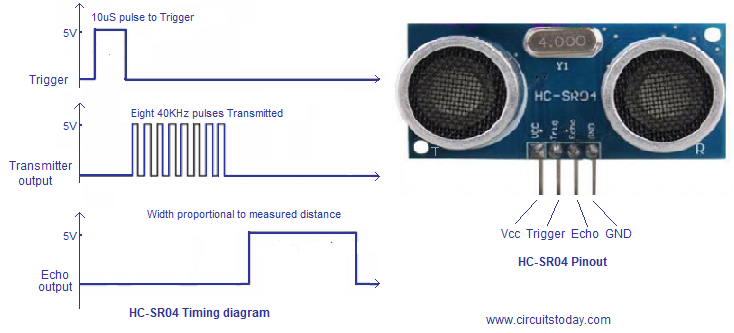 10uS pulse to Trigger
5V
Trigger
Eight 40KHz pulses Transmitted
5V
Transmitter
output
Width proportional to measured distance
5V
Echo
output
HC-SR04 Timing diagram
4.000
Y1
HC-SR04
VCC
Trig
Echo
GND
T
R
Vcc Trigger Echo GND
HC-SR04 Pinout
www.circuitstoday.com